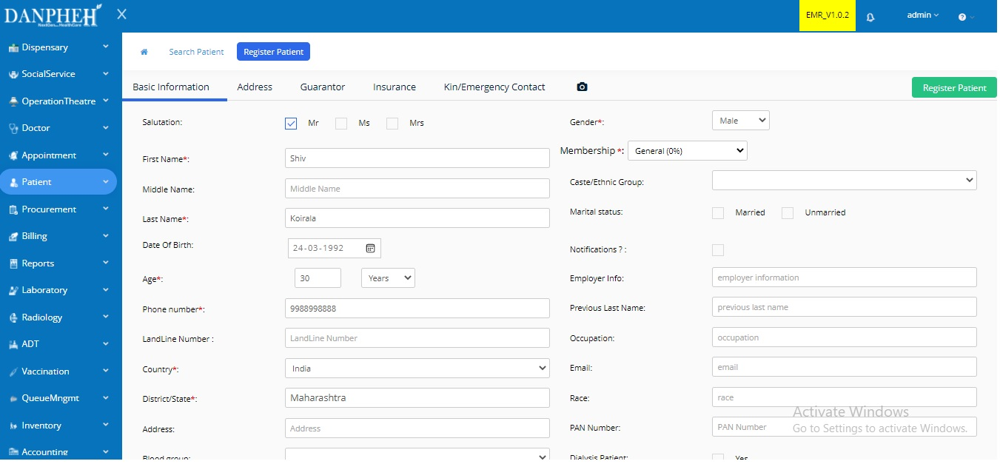 DANPHEH
EMR_V1.0.2
admin
?
Dispensary
SocialService
OperationTheatre
Doctor
Appointment
Patient
Procurement
Billing
Reports
Laboratory
Radiology
ADT
Vaccination
QueueMngmt
Inventory
Accounting
Search Patient
Register Patient
Basic Information
Address
Guarantor
Insurance
Kin/Emergency Contact
Register Patient
Salutation:
Mr
Ms
Mrs
First Name*:
Shiv
Middle Name:
Middle Name
Last Name*:
Koirala
Date Of Birth:
24-03-1992
Age*:
30
Years
Phone number*:
9988998888
LandLine Number :
LandLine Number
Country*:
India
District/State*:
Maharashtra
Address:
Address
Blood group:
Gender*:
Male
Membership *:
General (0%)
Caste/Ethnic Group:
Marital status:
Married
Unmarried
Notifications ? :
Employer Info:
employer information
Previous Last Name:
previous last name
Occupation:
occupation
Email:
email
Race:
race
PAN Number:
PAN Number
Dialysis Patient:
Yes
Activate Windows
Go to Settings to activate Windows.